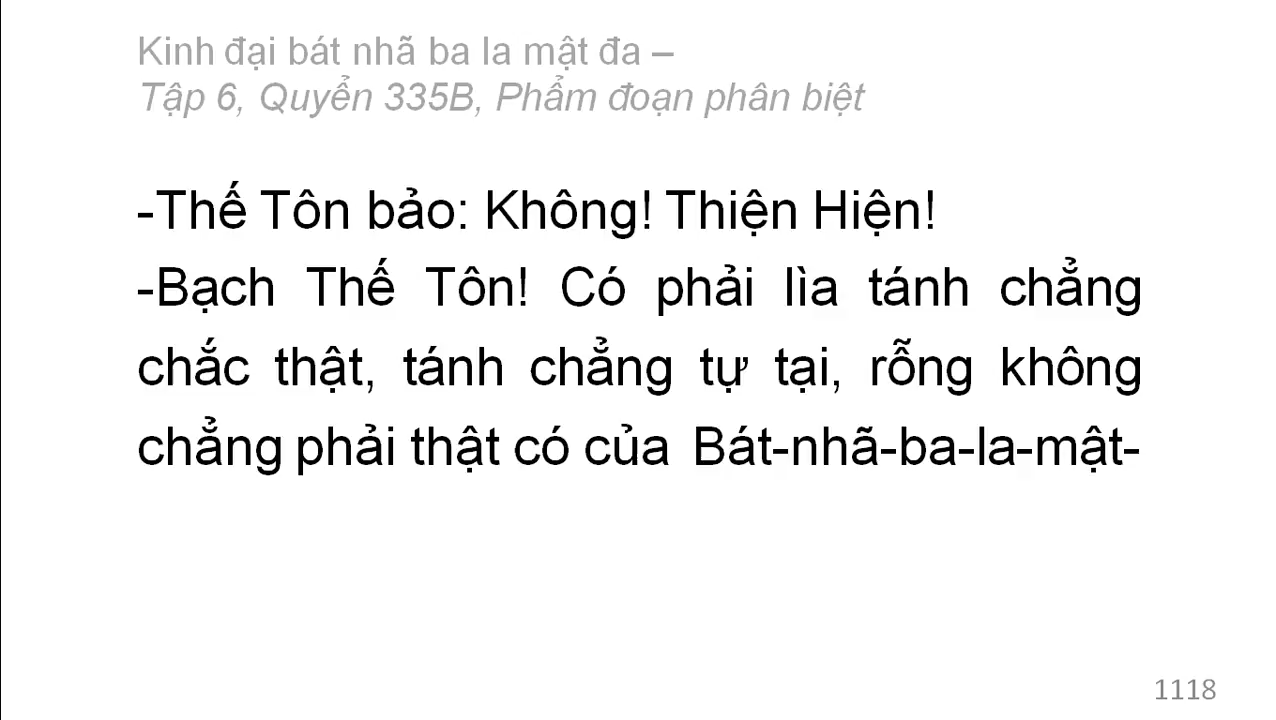 Kinh đại bát nhã ba la mật đa –
Tập 6, Quyển 335B, Phẩm đoạn phân biệt
-Thế Tôn bảo: Không! Thiện Hiện!
-Bạch Thế Tôn! Có phải lìa tánh chẳng
chắc thật, tánh chẳng tự tại, rỗng không
chẳng phải thật có của Bát-nhã-ba-la-mật-
1118